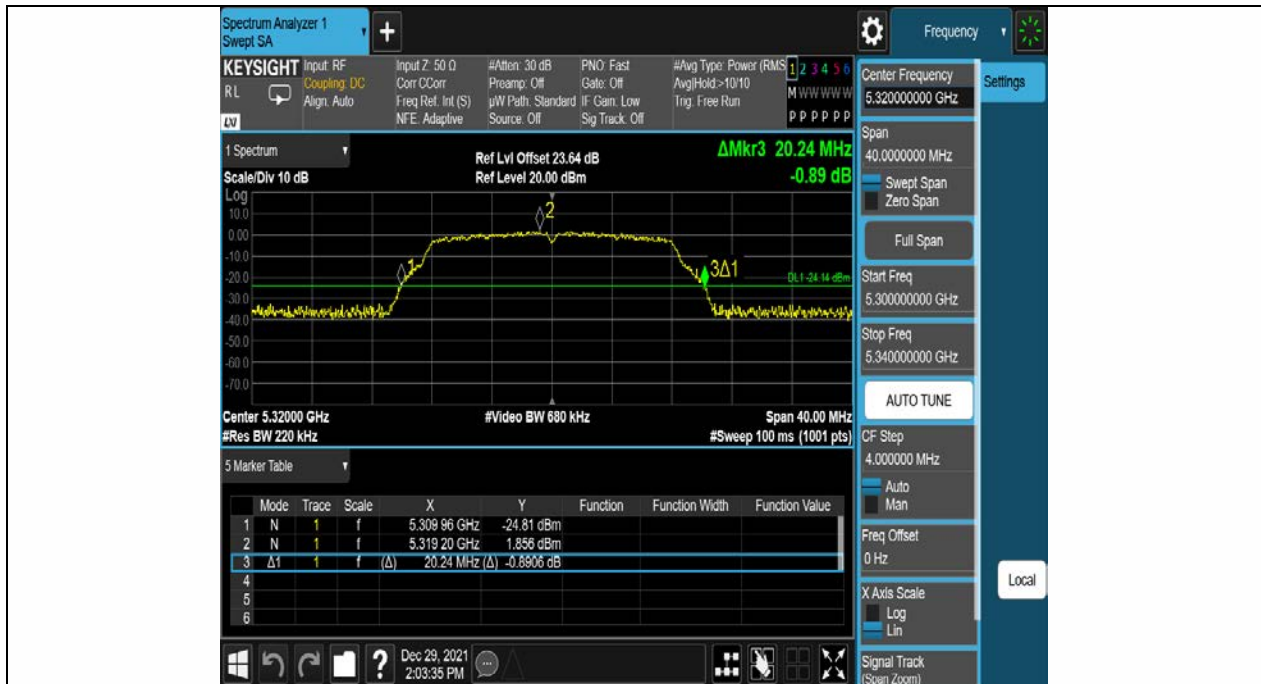 Spectrum Analyzer 1
Swept SA
+
Frequency
KEYSIGHT
RL
LXI
Input: RF
Coupling: DC
Align: Auto
Input Z: 50 Ω
Corr CCorr
Freq Ref: Int (S)
NFE: Adaptive
#Atten: 30 dB
Preamp: Off
µW Path: Standard
Source: Off
PNO: Fast
Gate: Off
IF Gain: Low
Sig Track: Off
#Avg Type: Power (RMS
Avg|Hold:>10/10
Trig: Free Run
1 2 3 4 5 6
M W W W W W
P P P P P P
1 Spectrum
Scale/Div 10 dB
Ref Lvl Offset 23.64 dB
Ref Level 20.00 dBm
ΔMkr3 20.24 MHz
-0.89 dB
Log
10.0
0.00
-10.0
-20.0
-30.0
-40.0
-50.0
-60.0
-70.0
1
2
3Δ1
DL1 -24.14 dBm
Center 5.32000 GHz
#Res BW 220 kHz
#Video BW 680 kHz
Span 40.00 MHz
#Sweep 100 ms (1001 pts)
5 Marker Table
Mode Trace Scale X Y Function Function Width Function Value
1 N 1 f 5.309 96 GHz -24.81 dBm
2 N 1 f 5.319 20 GHz 1.856 dBm
3 Δ1 1 f (Δ) 20.24 MHz (Δ) -0.8906 dB
4
5
6
?
Dec 29, 2021
2:03:35 PM
Center Frequency
5.320000000 GHz
Span
40.0000000 MHz
Swept Span
Zero Span
Full Span
Start Freq
5.300000000 GHz
Stop Freq
5.340000000 GHz
AUTO TUNE
CF Step
4.000000 MHz
Auto
Man
Freq Offset
0 Hz
X Axis Scale
Log
Lin
Signal Track
(Span Zoom)
Settings
Local